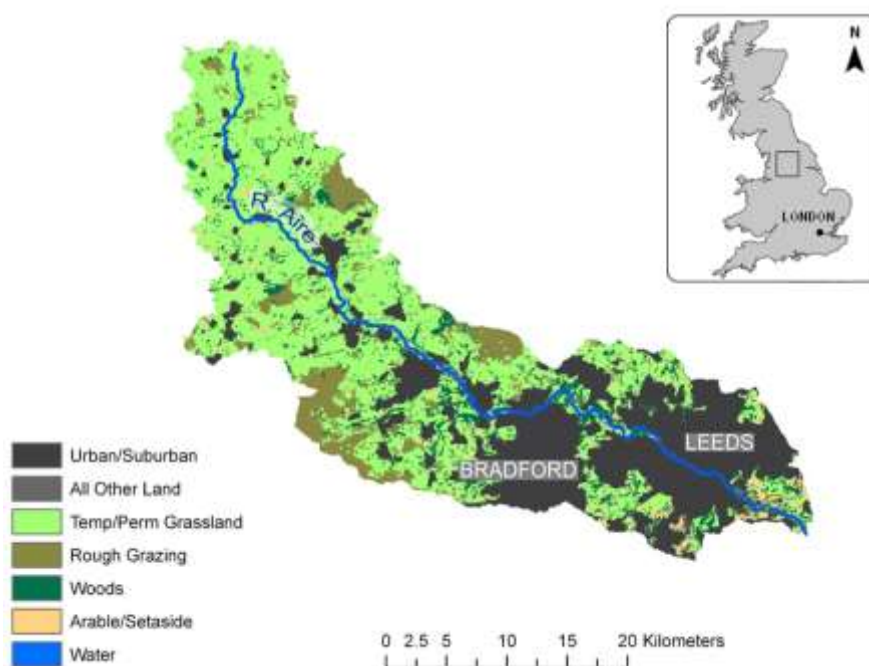 N
LONDON
R. Aire
LEEDS
BRADFORD
Urban/Suburban
All Other Land
Temp/Perm Grassland
Rough Grazing
Woods
Arable/Setaside
Water
0 2.5 5 10 15 20 Kilometers